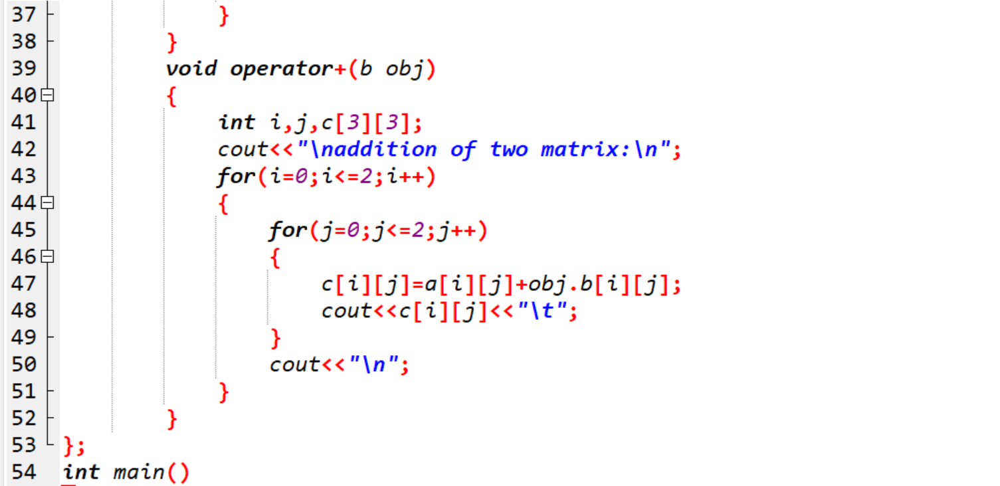 37 }
38 }
39 void operator+(b obj)
40 {
41 int i,j,c[3][3];
42 cout<<"\naddition of two matrix:\n";
43 for(i=0;i<=2;i++)
44 {
45 for(j=0;j<=2;j++)
46 {
47 c[i][j]=a[i][j]+obj.b[i][j];
48 cout<<c[i][j]<<"\t";
49 }
50 cout<<"\n";
51 }
52 }
53 };
54 int main()